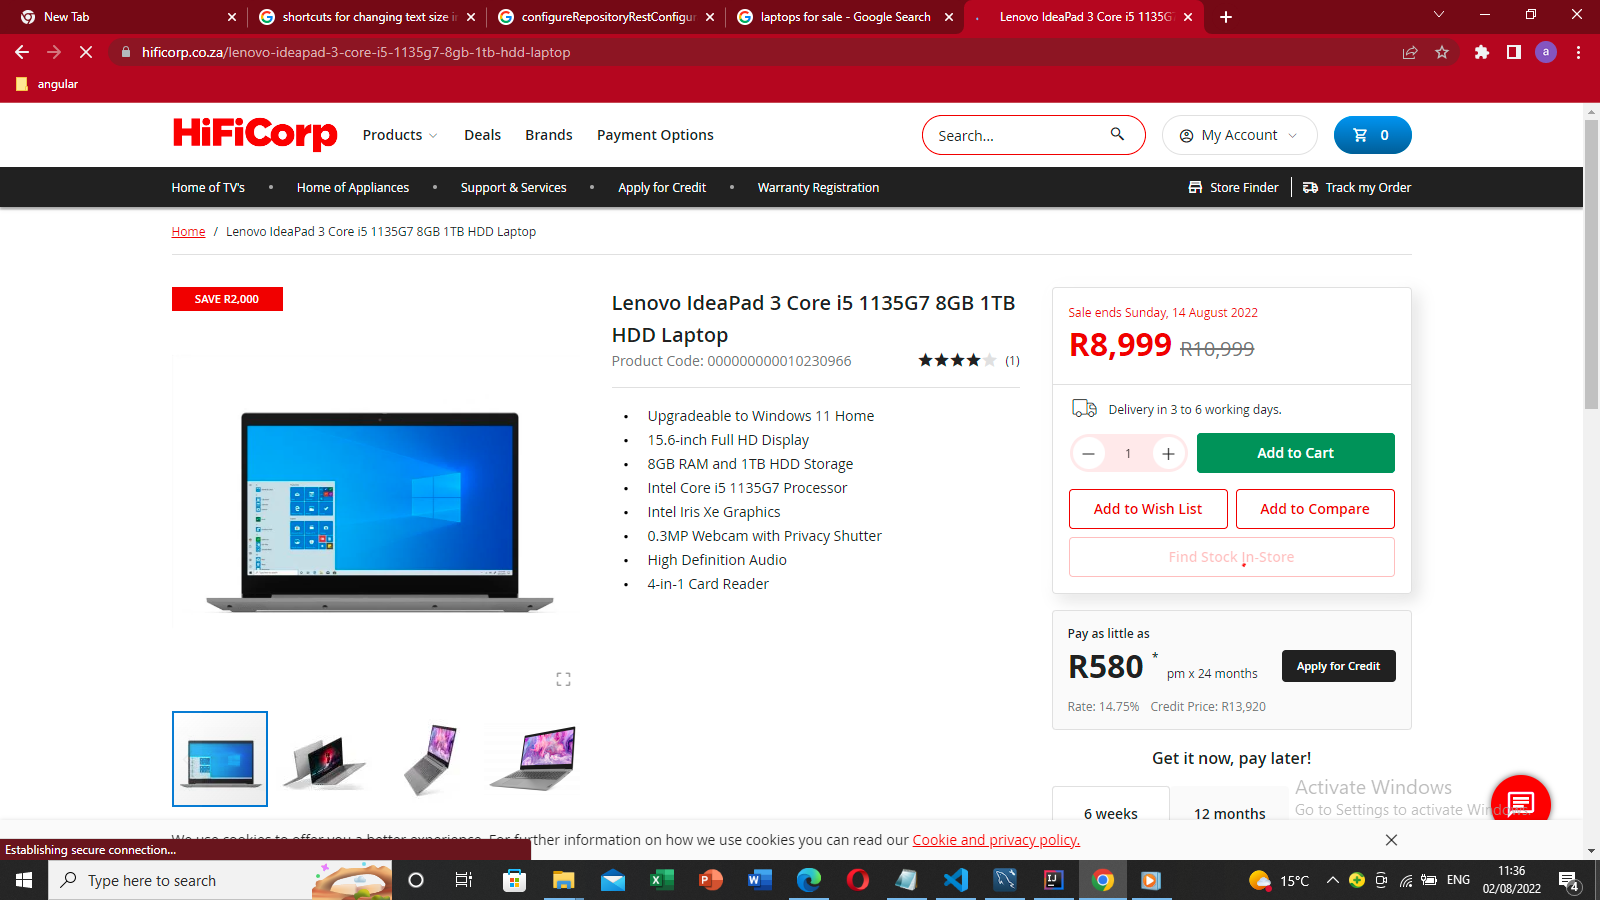 New Tab
shortcuts for changing text size in
configureRepositoryRestConfigur
laptops for sale - Google Search
Lenovo IdeaPad 3 Core i5 1135G7
hificorp.co.za/lenovo-ideapad-3-core-i5-1135g7-8gb-1tb-hdd-laptop
a
angular
HiFiCorp
Products
Deals
Brands
Payment Options
Search...
My Account
0
Home of TV's • Home of Appliances • Support & Services • Apply for Credit • Warranty Registration
Store Finder
Track my Order
Home / Lenovo IdeaPad 3 Core i5 1135G7 8GB 1TB HDD Laptop
SAVE R2,000
Lenovo IdeaPad 3 Core i5 1135G7 8GB 1TB
HDD Laptop
Product Code: 000000000010230966
(1)
• Upgradeable to Windows 11 Home
• 15.6-inch Full HD Display
• 8GB RAM and 1TB HDD Storage
• Intel Core i5 1135G7 Processor
• Intel Iris Xe Graphics
• 0.3MP Webcam with Privacy Shutter
• High Definition Audio
• 4-in-1 Card Reader
Sale ends Sunday, 14 August 2022
R8,999 R10,999
Delivery in 3 to 6 working days.
1
Add to Cart
Add to Wish List
Add to Compare
Find Stock In-Store
Pay as little as
R580 * pm x 24 months
Apply for Credit
Rate: 14.75% Credit Price: R13,920
Get it now, pay later!
6 weeks
12 months
Activate Windows
Go to Settings to activate Windows.
We use cookies to offer you a better experience. For further information on how we use cookies you can read our Cookie and privacy policy.
Establishing secure connection...
Type here to search
15°C
ENG
11:36
02/08/2022
4